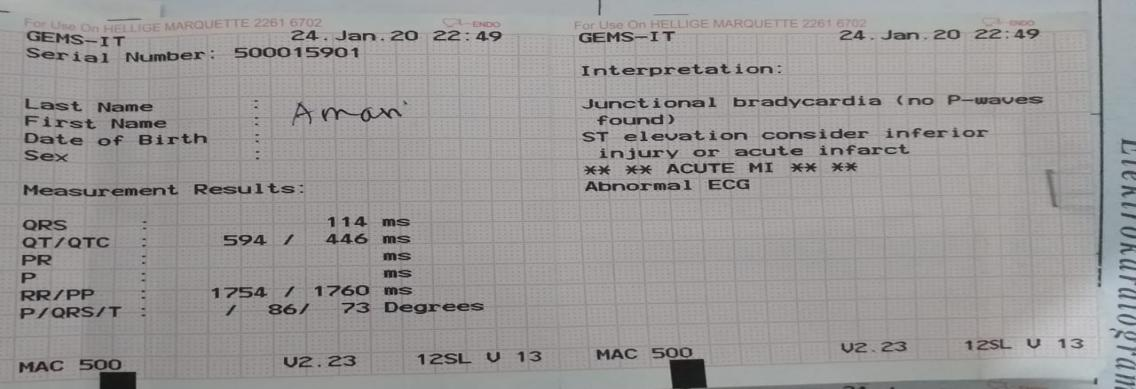 For Use On HELLIGE MARQUETTE 2261 6702 ENDO
GEMS-IT 24.Jan.20 22:49
Serial Number: 500015901
Last Name :
First Name : Aman
Date of Birth :
Sex :
Measurement Results:
QRS : 114 ms
QT/QTC : 594 / 446 ms
PR : ms
P : ms
RR/PP : 1754 / 1760 ms
P/QRS/T : / 86/ 73 Degrees
MAC 500 V2.23 12SL V 13
For Use On HELLIGE MARQUETTE 2261 6702 ENDO
GEMS-IT 24.Jan.20 22:49
Interpretation:
Junctional bradycardia (no P-waves
found)
ST elevation consider inferior
injury or acute infarct
** ** ACUTE MI ** **
Abnormal ECG
MAC 500 V2.23 12SL V 13
Elektrokardiogram